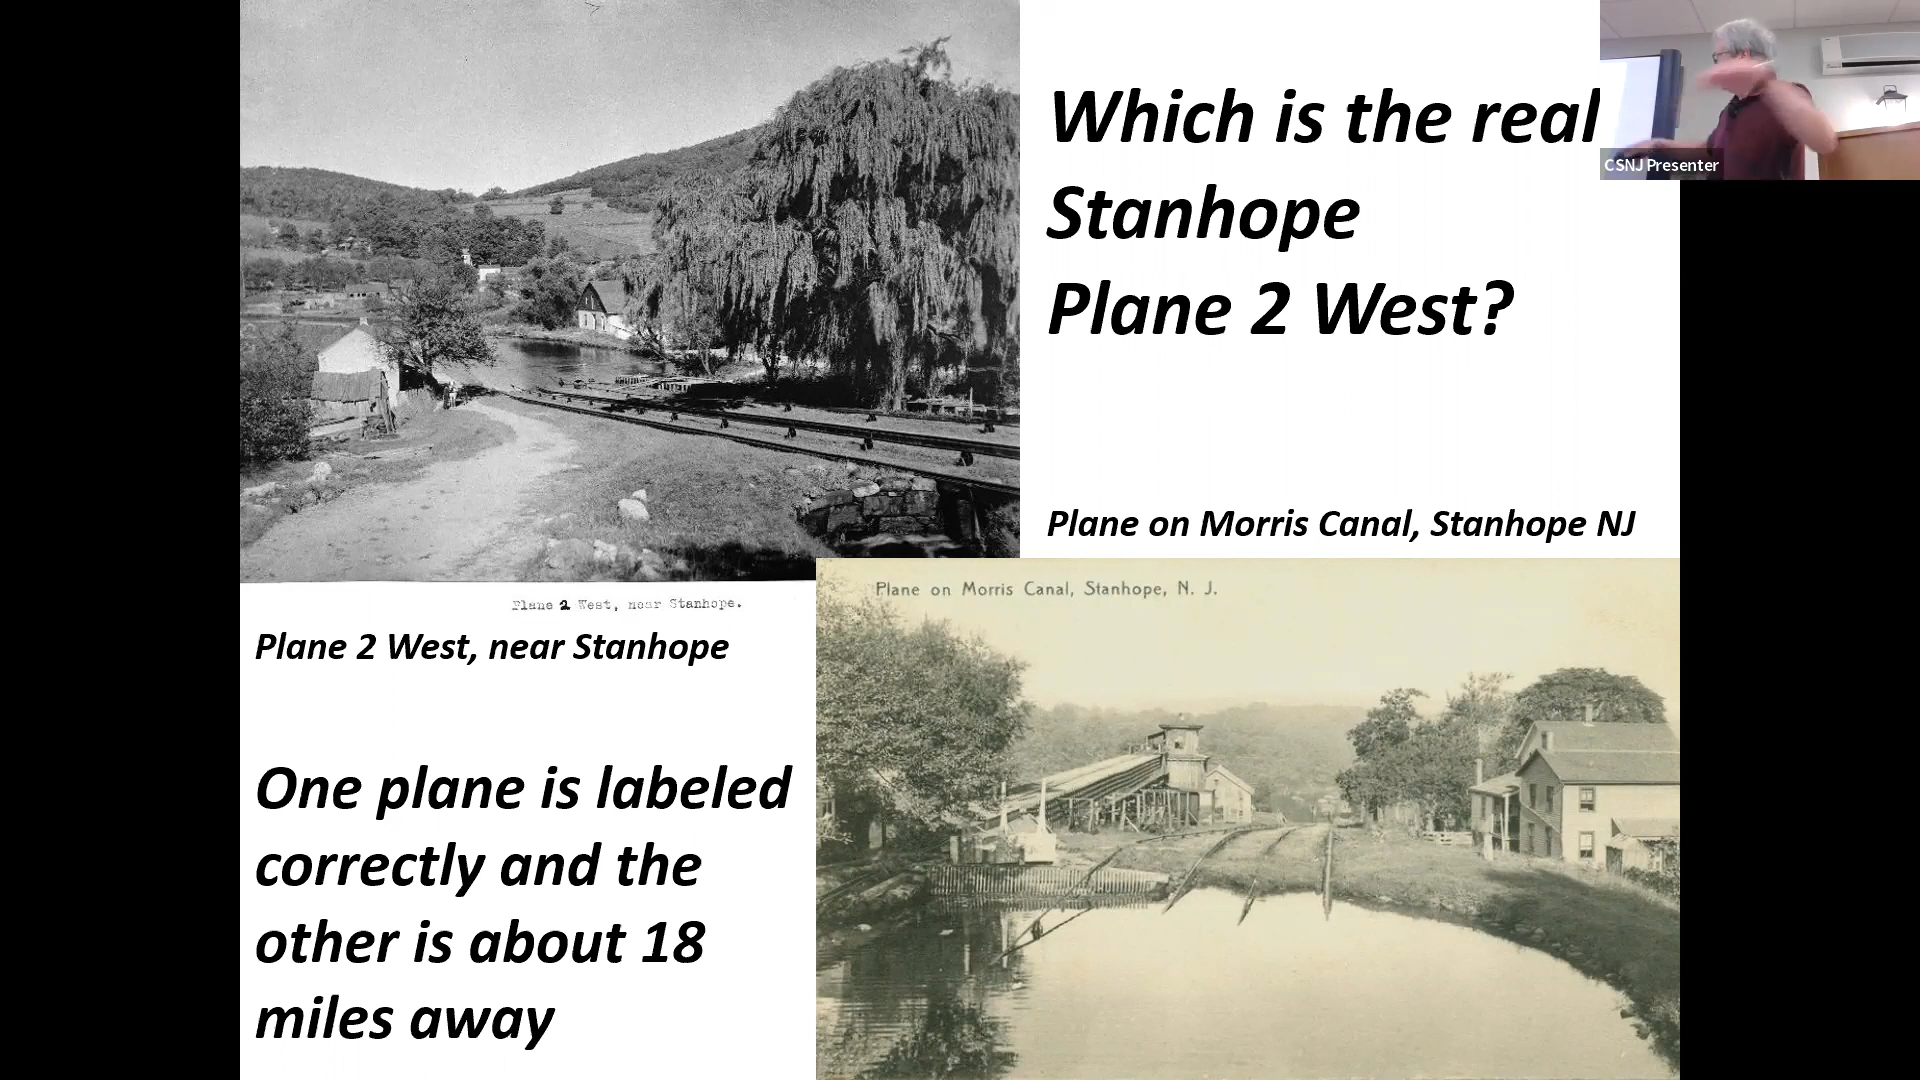 Which is the real
Stanhope
Plane 2 West?
CSNJ Presenter
Plane on Morris Canal, Stanhope NJ
Plane on Morris Canal, Stanhope, N. J.
Plane 2 West, near Stanhope.
Plane 2 West, near Stanhope
One plane is labeled
correctly and the
other is about 18
miles away